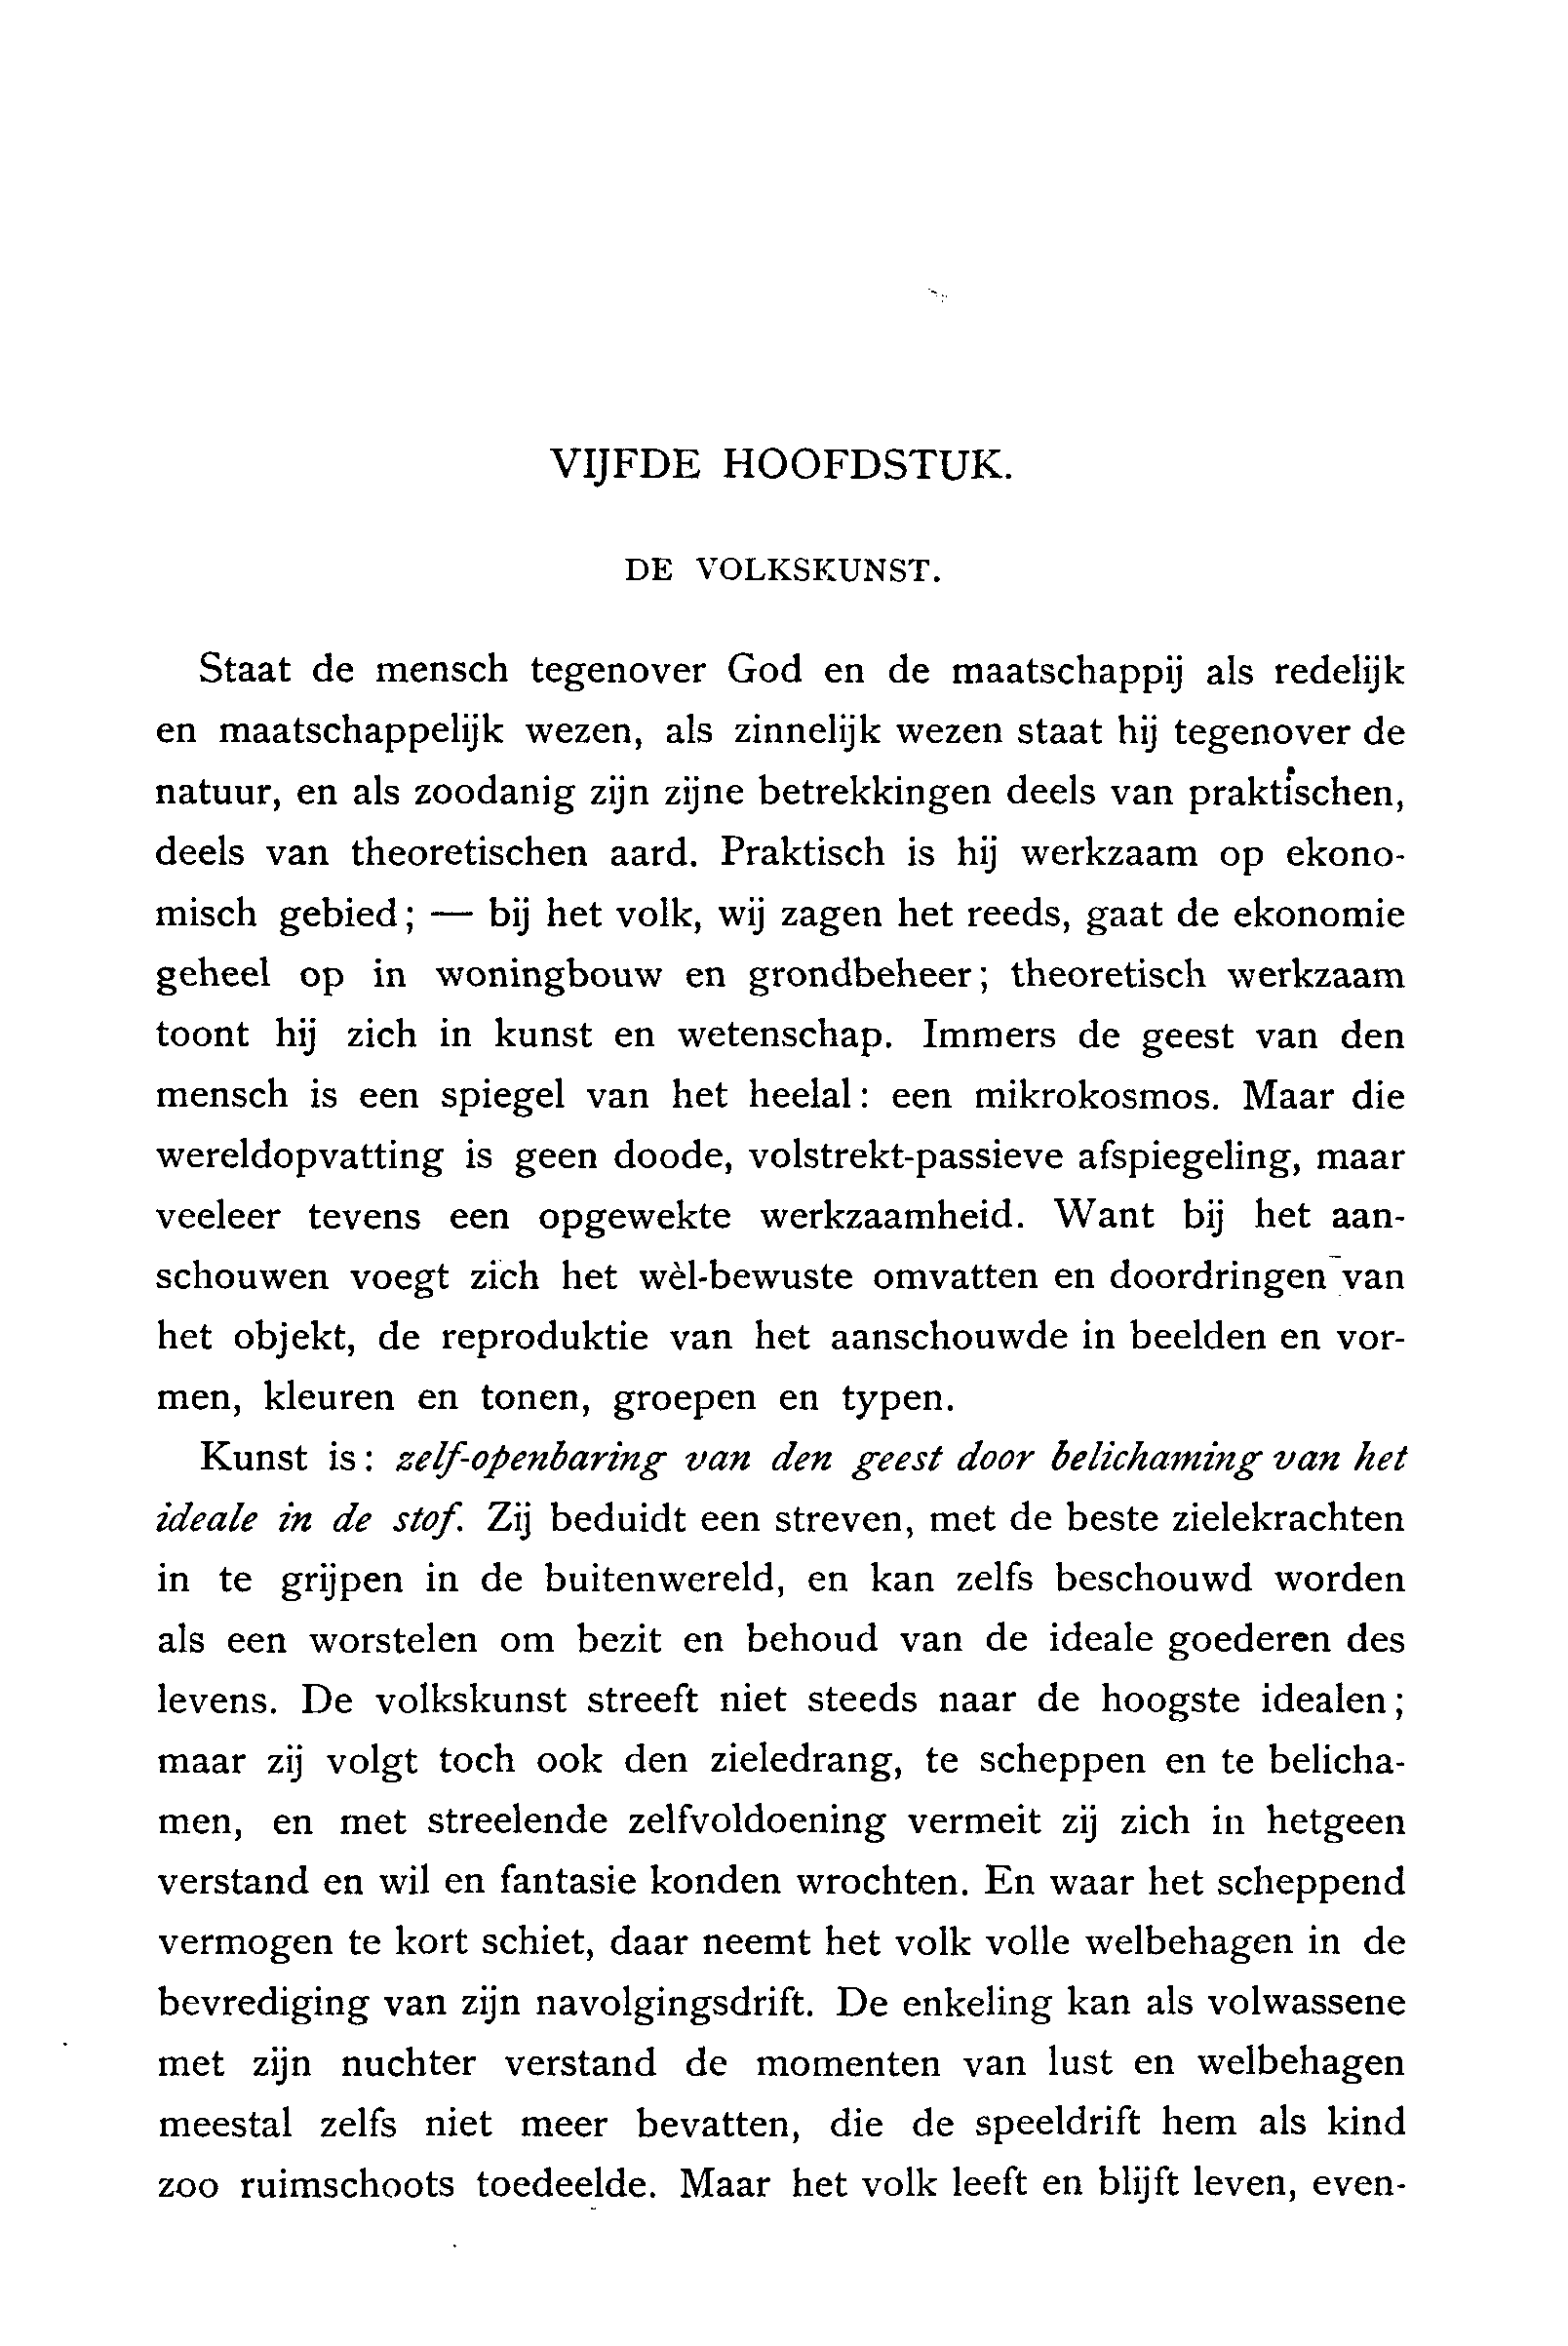 VIJFDE HOOFDSTUK.
DE VOLKSKUNST.
Staat de mensch tegenover God en de maatschappij als redelijk
en maatschappelijk wezen, als zinnelijk wezen staat hij tegenover de
natuur, en als zoodanig zijn zijne betrekkingen deels van praktischen,
deels van theoretischen aard. Praktisch is hij werkzaam op ekono-
misch gebied; — bij het volk, wij zagen het reeds, gaat de ekonomie
geheel op in woningbouw en grondbeheer; theoretisch werkzaam
toont hij zich in kunst en wetenschap. Immers de geest van den
mensch is een spiegel van het heelal: een mikrokosmos. Maar die
wereldopvatting is geen doode, volstrekt-passieve afspiegeling, maar
veeleer tevens een opgewekte werkzaamheid. Want bij het aan-
schouwen voegt zich het wèl-bewuste omvatten en doordringen van
het objekt, de reproduktie van het aanschouwde in beelden en vor-
men, kleuren en tonen, groepen en typen.
Kunst is: zelf-openbaring van den geest door belichaming van het
ideale in de stof. Zij beduidt een streven, met de beste zielekrachten
in te grijpen in de buitenwereld, en kan zelfs beschouwd worden
als een worstelen om bezit en behoud van de ideale goederen des
levens. De volkskunst streeft niet steeds naar de hoogste idealen;
maar zij volgt toch ook den zieledrang, te scheppen en te belicha-
men, en met streelende zelfvoldoening vermeit zij zich in hetgeen
verstand en wil en fantasie konden wrochten. En waar het scheppend
vermogen te kort schiet, daar neemt het volk volle welbehagen in de
bevrediging van zijn navolgingsdrift. De enkeling kan als volwassene
met zijn nuchter verstand de momenten van lust en welbehagen
meestal zelfs niet meer bevatten, die de speeldrift hem als kind
zoo ruimschoots toedeelde. Maar het volk leeft en blijft leven, even-